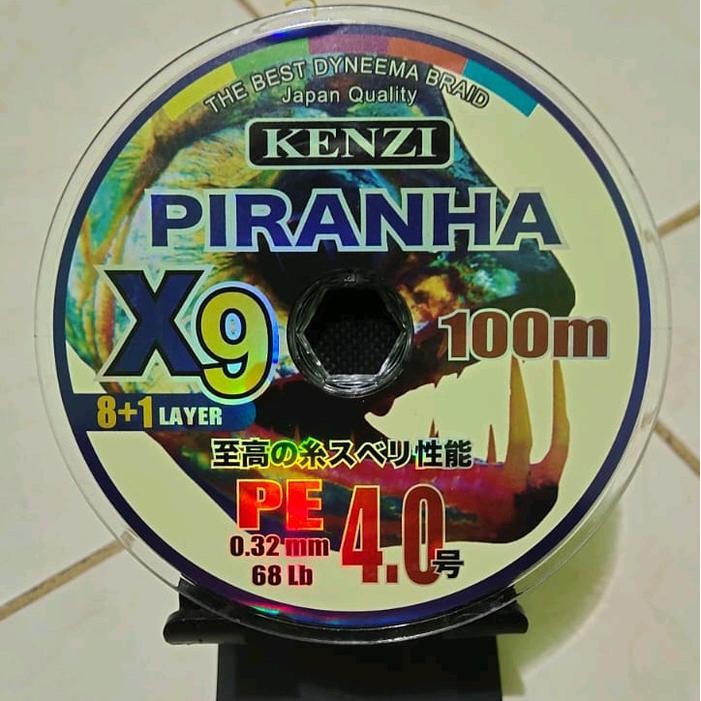 THE BEST DYNEEMA BRAID
Japan Quality
KENZI
PIRANHA
X9
100m
8+1 LAYER
至高の糸スベリ性能
PE
0.32 mm
68 Lb
4.0号